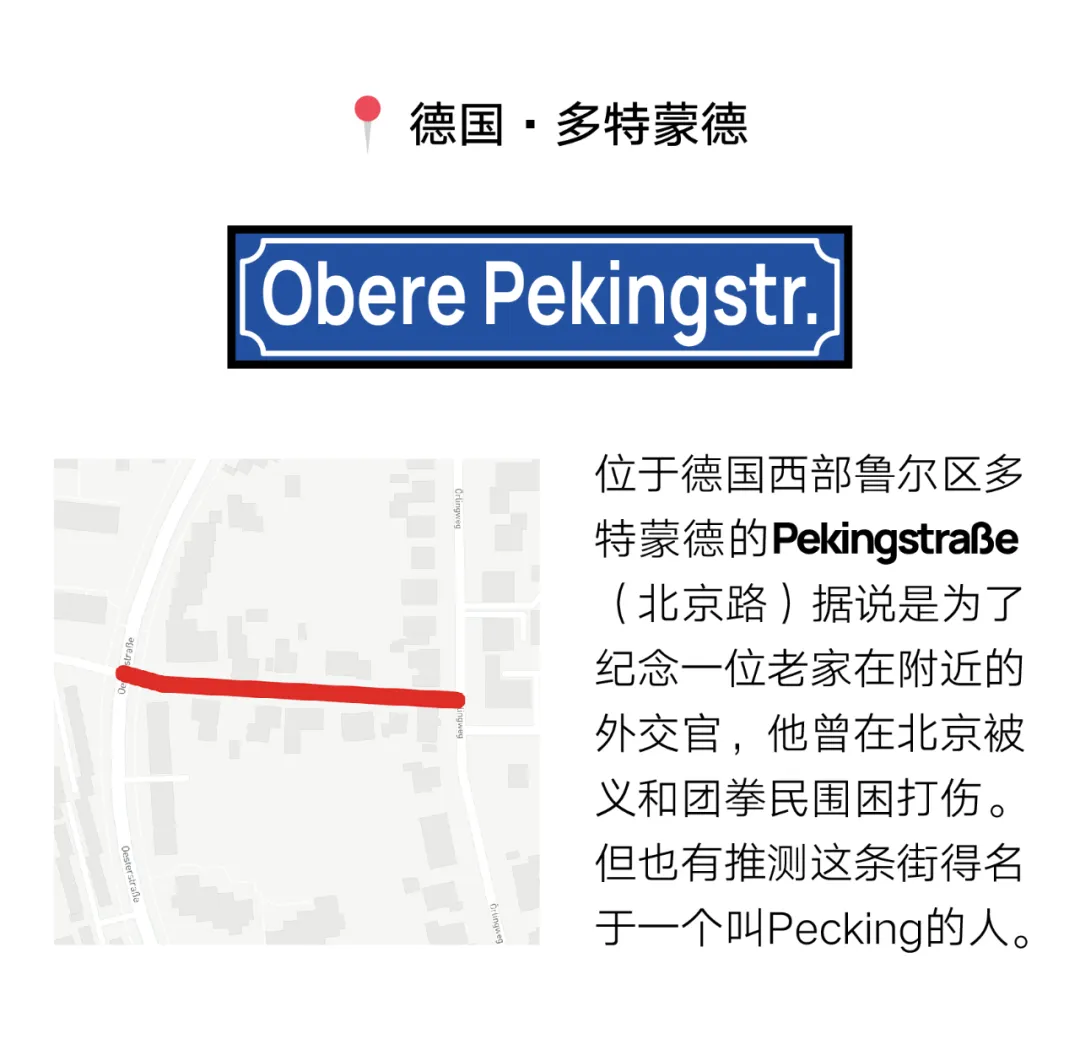 德国·多特蒙德
Obere Pekingstr.
位于德国西部鲁尔区多
特蒙德的Pekingstraße
（北京路）据说是为了
纪念一位老家在附近的
外交官，他曾在北京被
义和团拳民围困打伤。
但也有推测这条街得名
于一个叫Pecking的人。
Oesterstraße